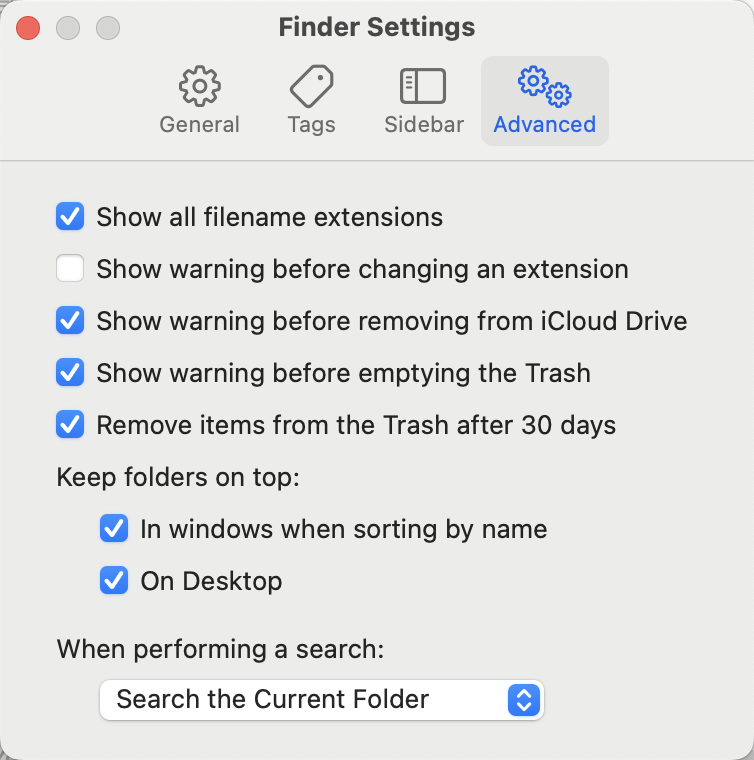 Finder Settings
General Tags Sidebar Advanced
Show all filename extensions
Show warning before changing an extension
Show warning before removing from iCloud Drive
Show warning before emptying the Trash
Remove items from the Trash after 30 days
Keep folders on top:
In windows when sorting by name
On Desktop
When performing a search:
Search the Current Folder